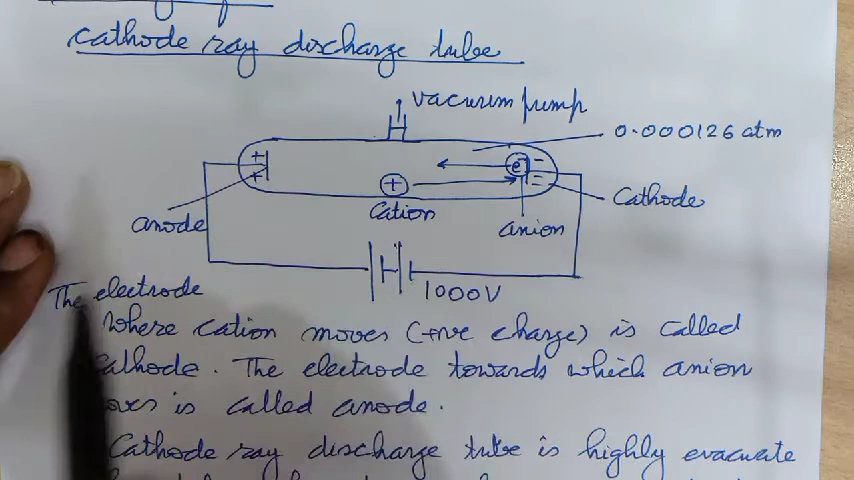 cathode ray discharge tube
vacuum pump
0.000126 atm
+ -
+ e -
+ =
anode
cation
anion
Cathode
1000V
The electrode
where cation moves (+ve charge) is called
cathode. The electrode towards which anion
moves is called anode.
Cathode ray discharge tube is highly evacuate